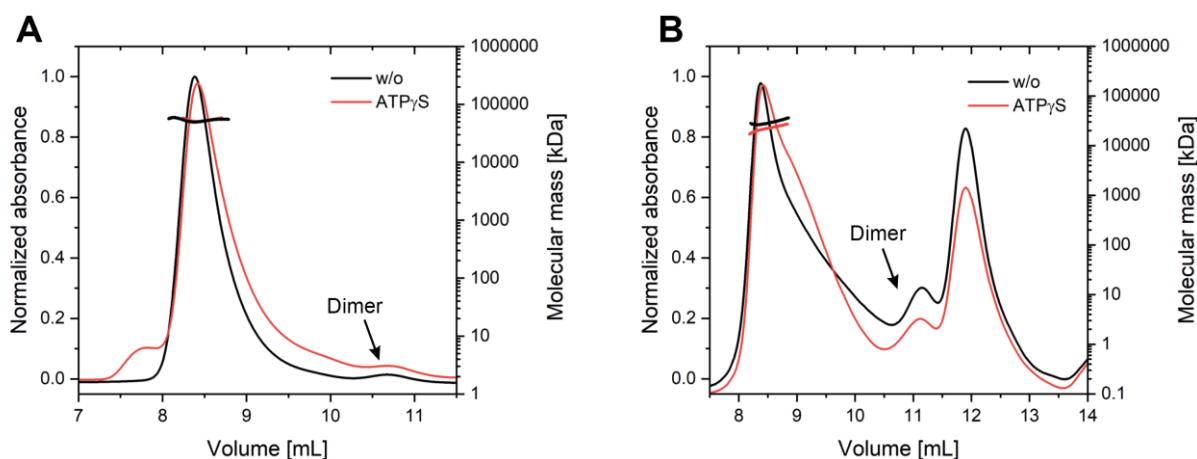 A
w/o
ATPγS
Dimer
1.0
0.8
0.6
0.4
0.2
0.0
Normalized absorbance
1000000
100000
10000
1000
100
10
1
Molecular mass [kDa]
7 8 9 10 11
Volume [mL]
B
w/o
ATPγS
Dimer
1.0
0.8
0.6
0.4
0.2
0.0
Normalized absorbance
1000000
100000
10000
1000
100
10
1
0.1
Molecular mass [kDa]
8 9 10 11 12 13 14
Volume [mL]